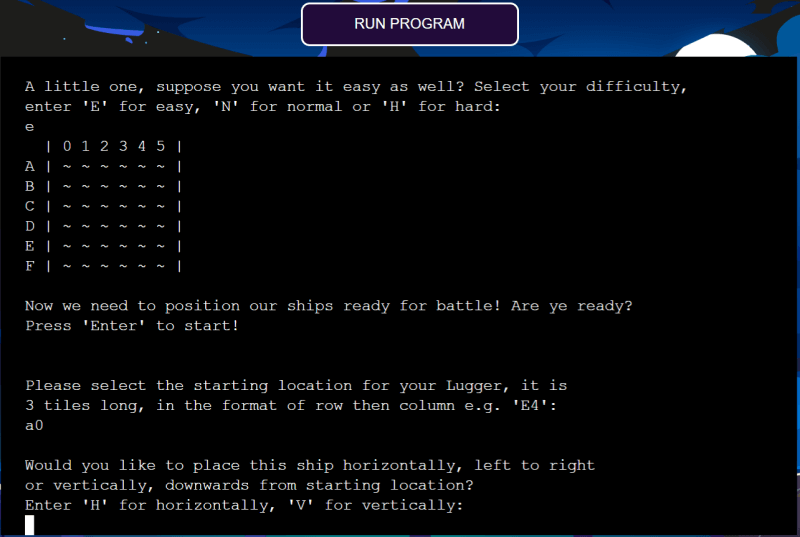 RUN PROGRAM
A little one, suppose you want it easy as well? Select your difficulty,
enter 'E' for easy, 'N' for normal or 'H' for hard:
e
| 0 1 2 3 4 5 |
A | ~ ~ ~ ~ ~ ~ |
B | ~ ~ ~ ~ ~ ~ |
C | ~ ~ ~ ~ ~ ~ |
D | ~ ~ ~ ~ ~ ~ |
E | ~ ~ ~ ~ ~ ~ |
F | ~ ~ ~ ~ ~ ~ |
Now we need to position our ships ready for battle! Are ye ready?
Press 'Enter' to start!
Please select the starting location for your Lugger, it is
3 tiles long, in the format of row then column e.g. 'E4':
a0
Would you like to place this ship horizontally, left to right
or vertically, downwards from starting location?
Enter 'H' for horizontally, 'V' for vertically: